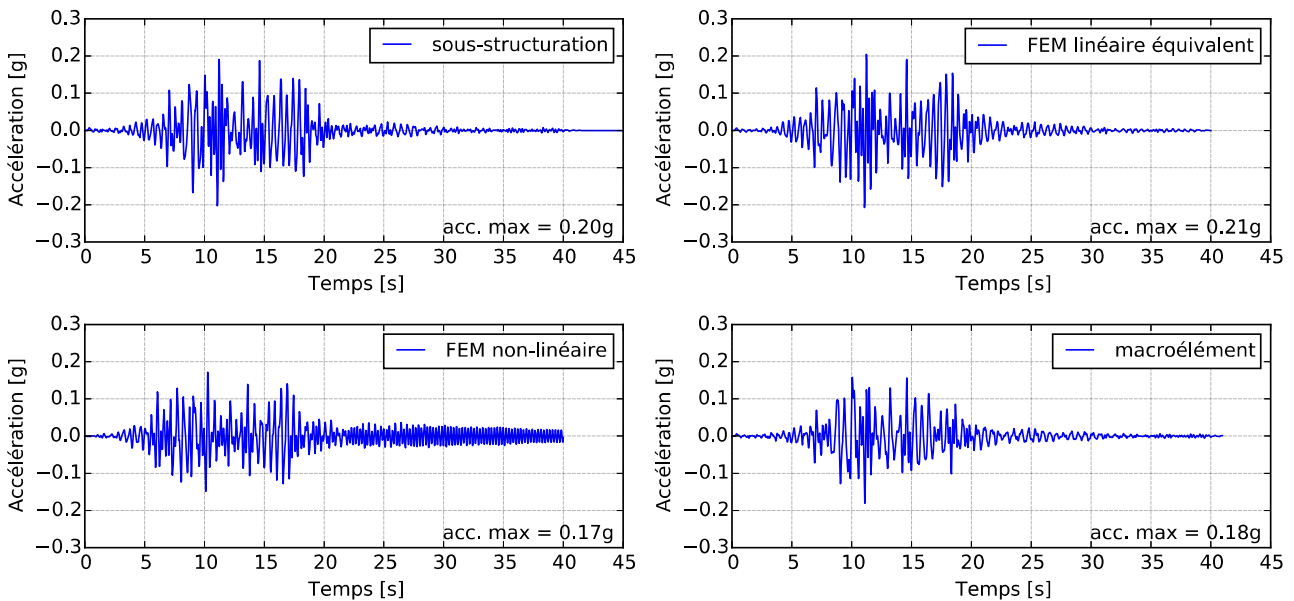 0.3
0.2
0.1
0.0
−0.1
−0.2
−0.3
Accélération [g]
sous-structuration
acc. max = 0.20g
0 5 10 15 20 25 30 35 40 45
Temps [s]
0.3
0.2
0.1
0.0
−0.1
−0.2
−0.3
Accélération [g]
FEM linéaire équivalent
acc. max = 0.21g
0 5 10 15 20 25 30 35 40 45
Temps [s]
0.3
0.2
0.1
0.0
−0.1
−0.2
−0.3
Accélération [g]
FEM non-linéaire
acc. max = 0.17g
0 5 10 15 20 25 30 35 40 45
Temps [s]
0.3
0.2
0.1
0.0
−0.1
−0.2
−0.3
Accélération [g]
macroélément
acc. max = 0.18g
0 5 10 15 20 25 30 35 40 45
Temps [s]